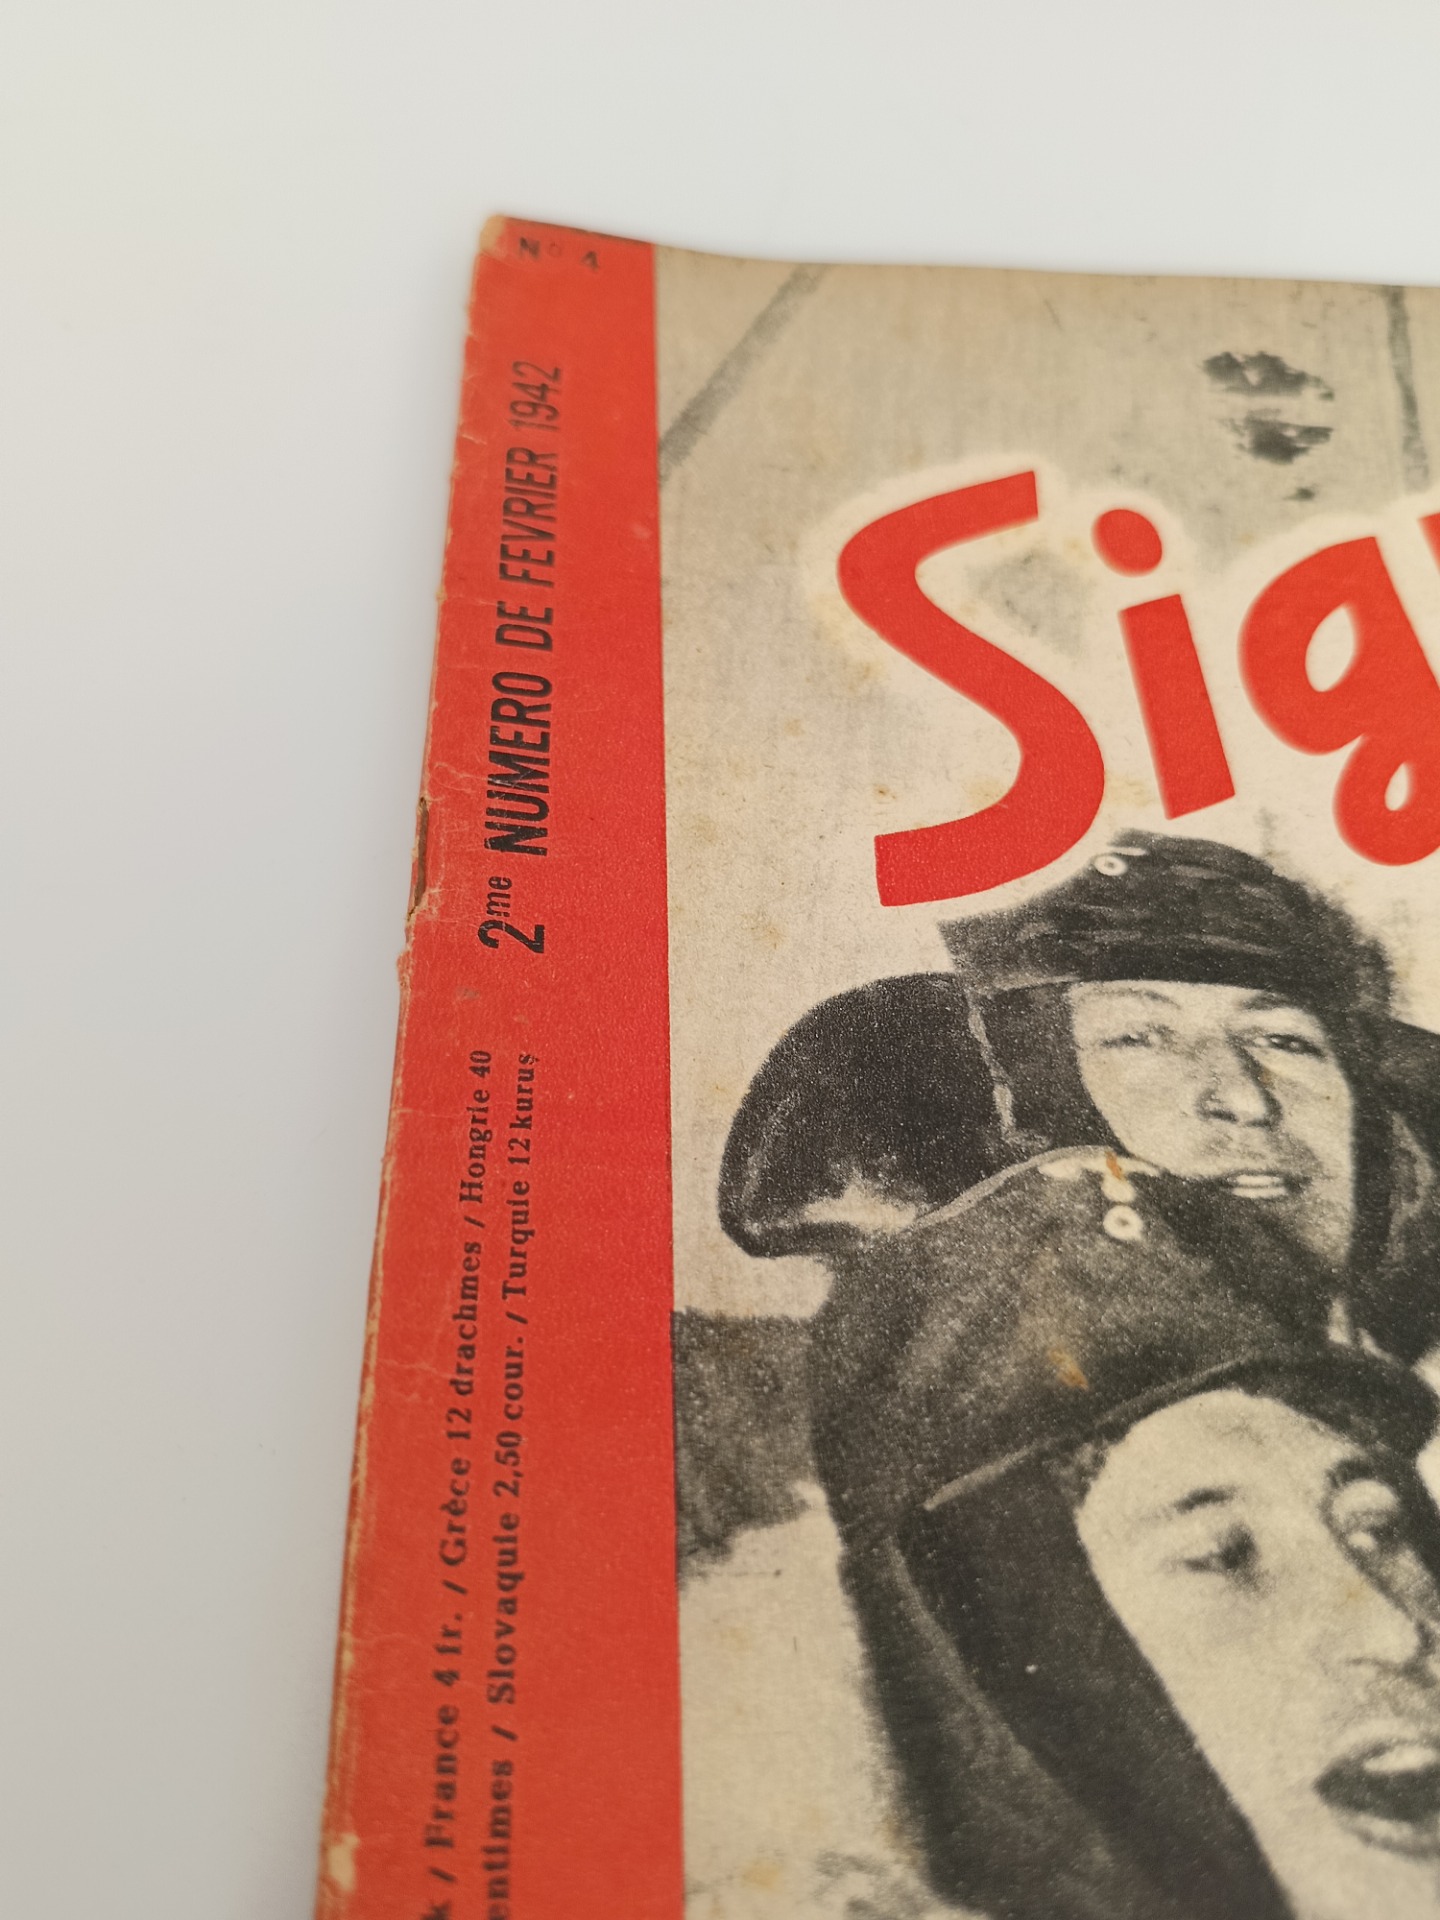 Nº 4
2me NUMERO DE FEVRIER 1942
Sig
/ France 4 fr. / Grèce 12 drachmes / Hongrie 40
entimes / Slovaquie 2,50 cour. / Turquie 12 kuruş